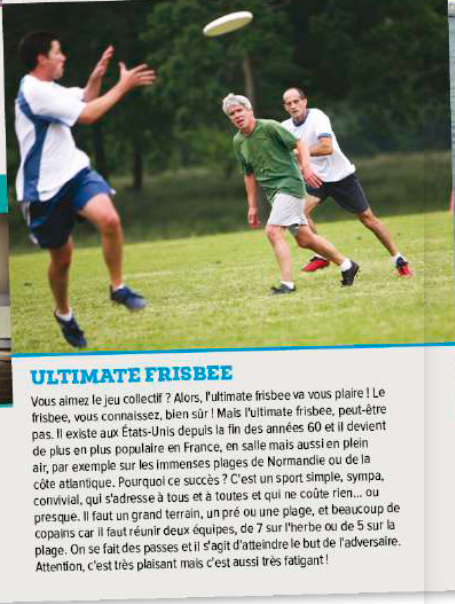 ULTIMATE FRISBEE
Vous aimez le jeu collectif ? Alors, l'ultimate frisbee va vous plaire ! Le
frisbee, vous connaissez, bien sûr ! Mais l'ultimate frisbee, peut-être
pas. Il existe aux États-Unis depuis la fin des années 60 et il devient
de plus en plus populaire en France, en salle mais aussi en plein
air, par exemple sur les immenses plages de Normandie ou de la
côte atlantique. Pourquoi ce succès ? C'est un sport simple, sympa,
convivial, qui s'adresse à tous et à toutes et qui ne coûte rien... ou
presque. Il faut un grand terrain, un pré ou une plage, et beaucoup de
copains car il faut réunir deux équipes, de 7 sur l'herbe ou de 5 sur la
plage. On se fait des passes et il s'agit d'atteindre le but de l'adversaire.
Attention, c'est très plaisant mais c'est aussi très fatigant !